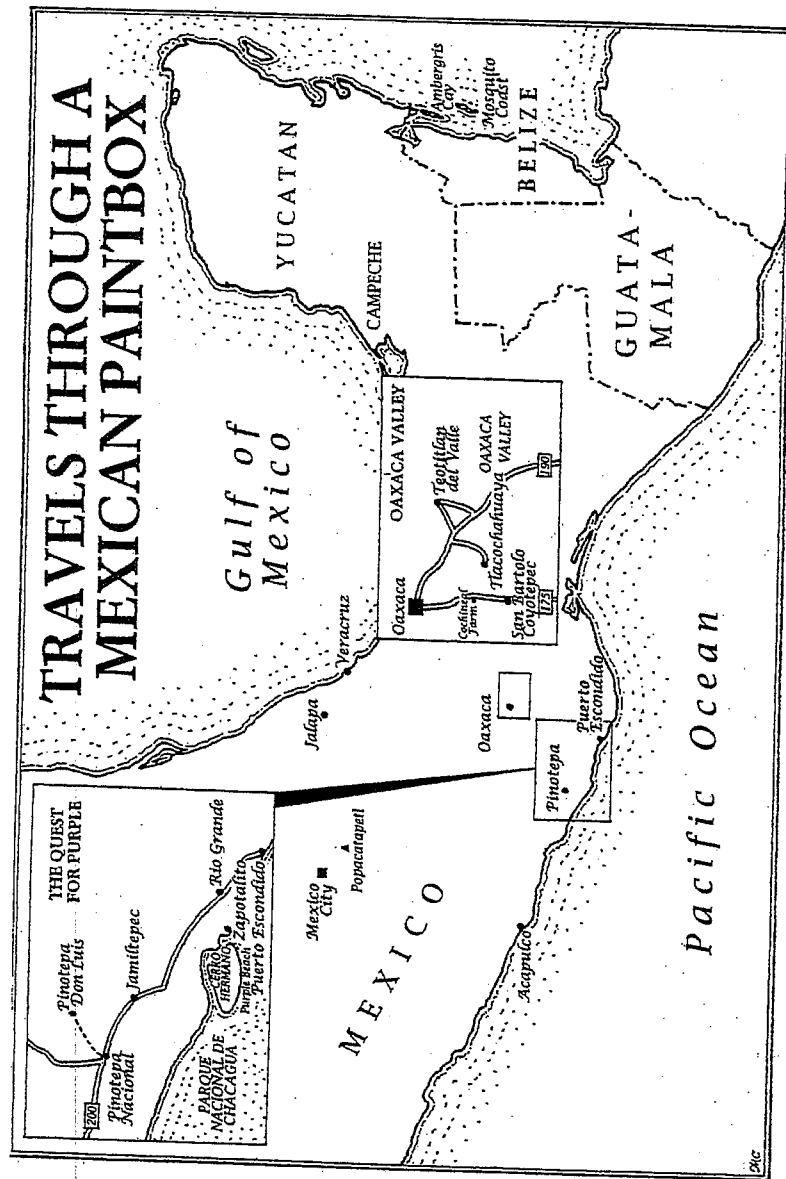 TRAVELS THROUGH A
MEXICAN PAINTBOX
THE QUEST
FOR PURPLE
Pinotepa
Don Luis
200
Pinotepa
Nacional
Jamiltepec
Rio Grande
PARQUE
NACIONAL DE
CHACAGUA
CERRO
HERMANO
Purple Beach
Zapotalito
Puerto Escondido
Gulf of
Mexico
YUCATAN
CAMPECHE
Ambergris
Cay
Mosquito
Coast
BELIZE
GUATA-
MALA
Jalapa
Veracruz
OAXACA VALLEY
Oaxaca
Teotitlan
del Valle
OAXACA
VALLEY
Tlacochahuaya
Cochineal
Farm
San Bartolo
Coyotepec
175
190
Mexico
City
Popacatapetl
MEXICO
Oaxaca
Pinotepa
Puerto
Escondido
Acapulco
Pacific Ocean